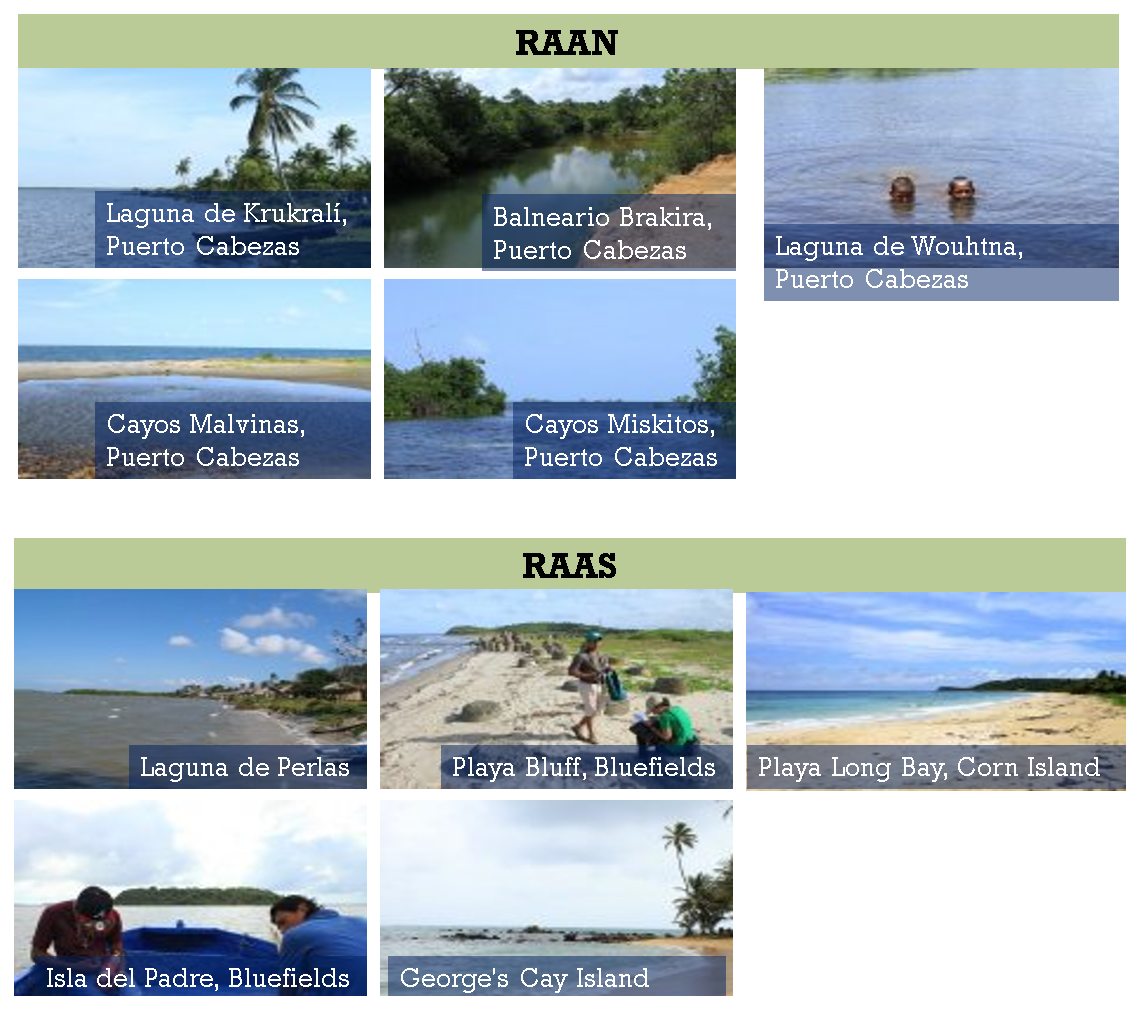 RAAN
Laguna de Krukralí,
Puerto Cabezas
Balneario Brakira,
Puerto Cabezas
Laguna de Wouhtna,
Puerto Cabezas
Cayos Malvinas,
Puerto Cabezas
Cayos Miskitos,
Puerto Cabezas
RAAS
Laguna de Perlas
Playa Bluff, Bluefields
Playa Long Bay, Corn Island
Isla del Padre, Bluefields
George's Cay Island